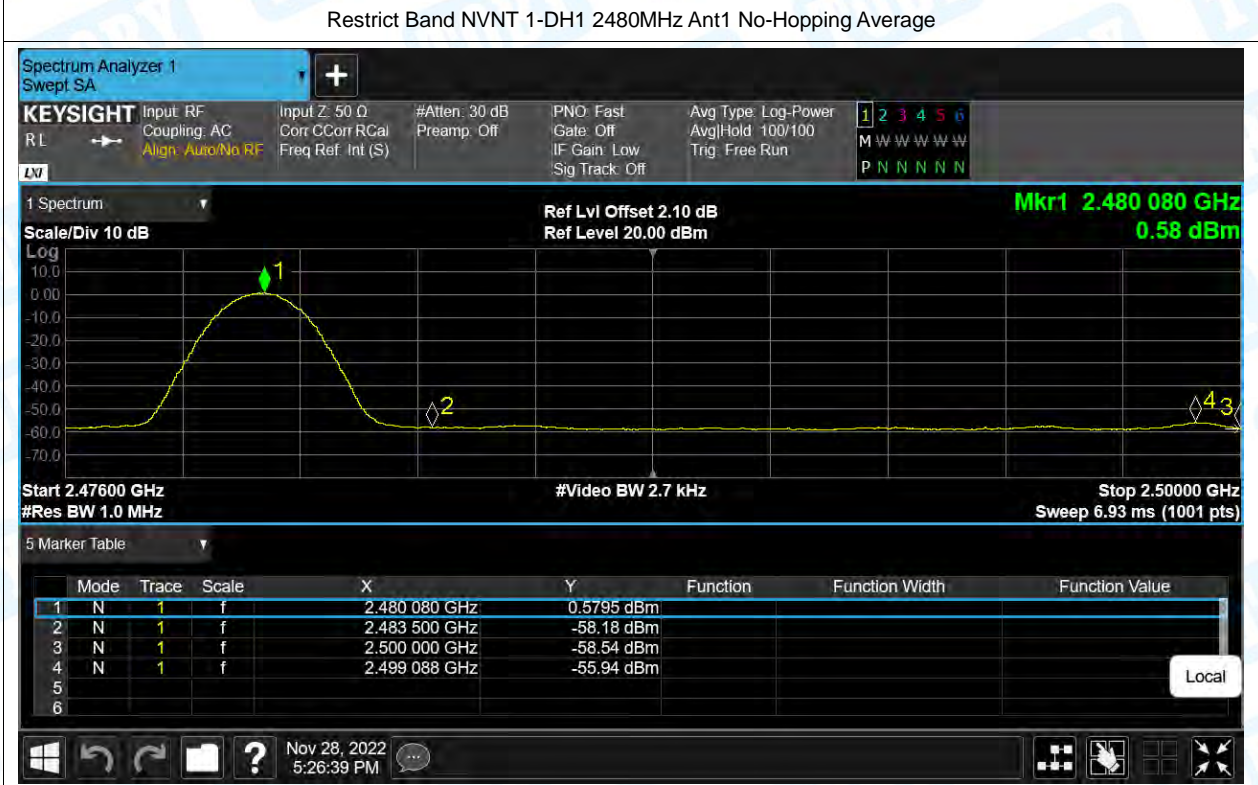 Restrict Band NVNT 1-DH1 2480MHz Ant1 No-Hopping Average
Spectrum Analyzer 1
Swept SA
KEYSIGHT
RL
LXI
Input: RF
Coupling: AC
Align: Auto/No RF
Input Z: 50 Ω
Corr CCorr RCal
Freq Ref: Int (S)
#Atten: 30 dB
Preamp: Off
PNO: Fast
Gate: Off
IF Gain: Low
Sig Track: Off
Avg Type: Log-Power
Avg|Hold: 100/100
Trig: Free Run
1 2 3 4 5 6
M W W W W W
P N N N N N
1 Spectrum
Scale/Div 10 dB
Ref Lvl Offset 2.10 dB
Ref Level 20.00 dBm
Mkr1 2.480 080 GHz
0.58 dBm
Log
10.0
0.00
-10.0
-20.0
-30.0
-40.0
-50.0
-60.0
-70.0
1
2
4
3
Start 2.47600 GHz
#Video BW 2.7 kHz
Stop 2.50000 GHz
#Res BW 1.0 MHz
Sweep 6.93 ms (1001 pts)
5 Marker Table
Mode Trace Scale X Y Function Function Width Function Value
1 N 1 f 2.480 080 GHz 0.5795 dBm
2 N 1 f 2.483 500 GHz -58.18 dBm
3 N 1 f 2.500 000 GHz -58.54 dBm
4 N 1 f 2.499 088 GHz -55.94 dBm
5
6
Local
?
Nov 28, 2022
5:26:39 PM